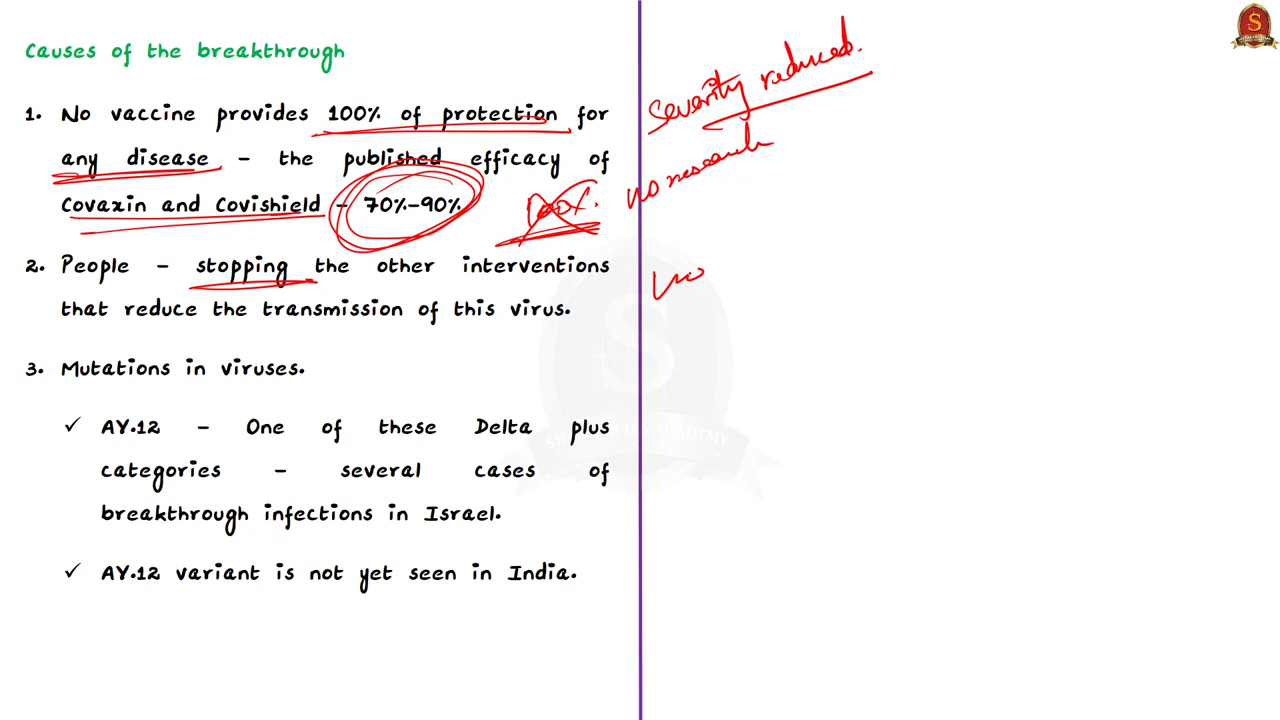 Causes of the breakthrough
1. No vaccine provides 100% of protection for
any disease - the published efficacy of
Covaxin and Covishield - 70%-90%
100%.
2. People - stopping the other interventions
that reduce the transmission of this virus.
3. Mutations in viruses.
✓ AY.12 - One of these Delta plus
categories - several cases of
breakthrough infections in Israel.
✓ AY.12 variant is not yet seen in India.
Severity reduced.
No research
S